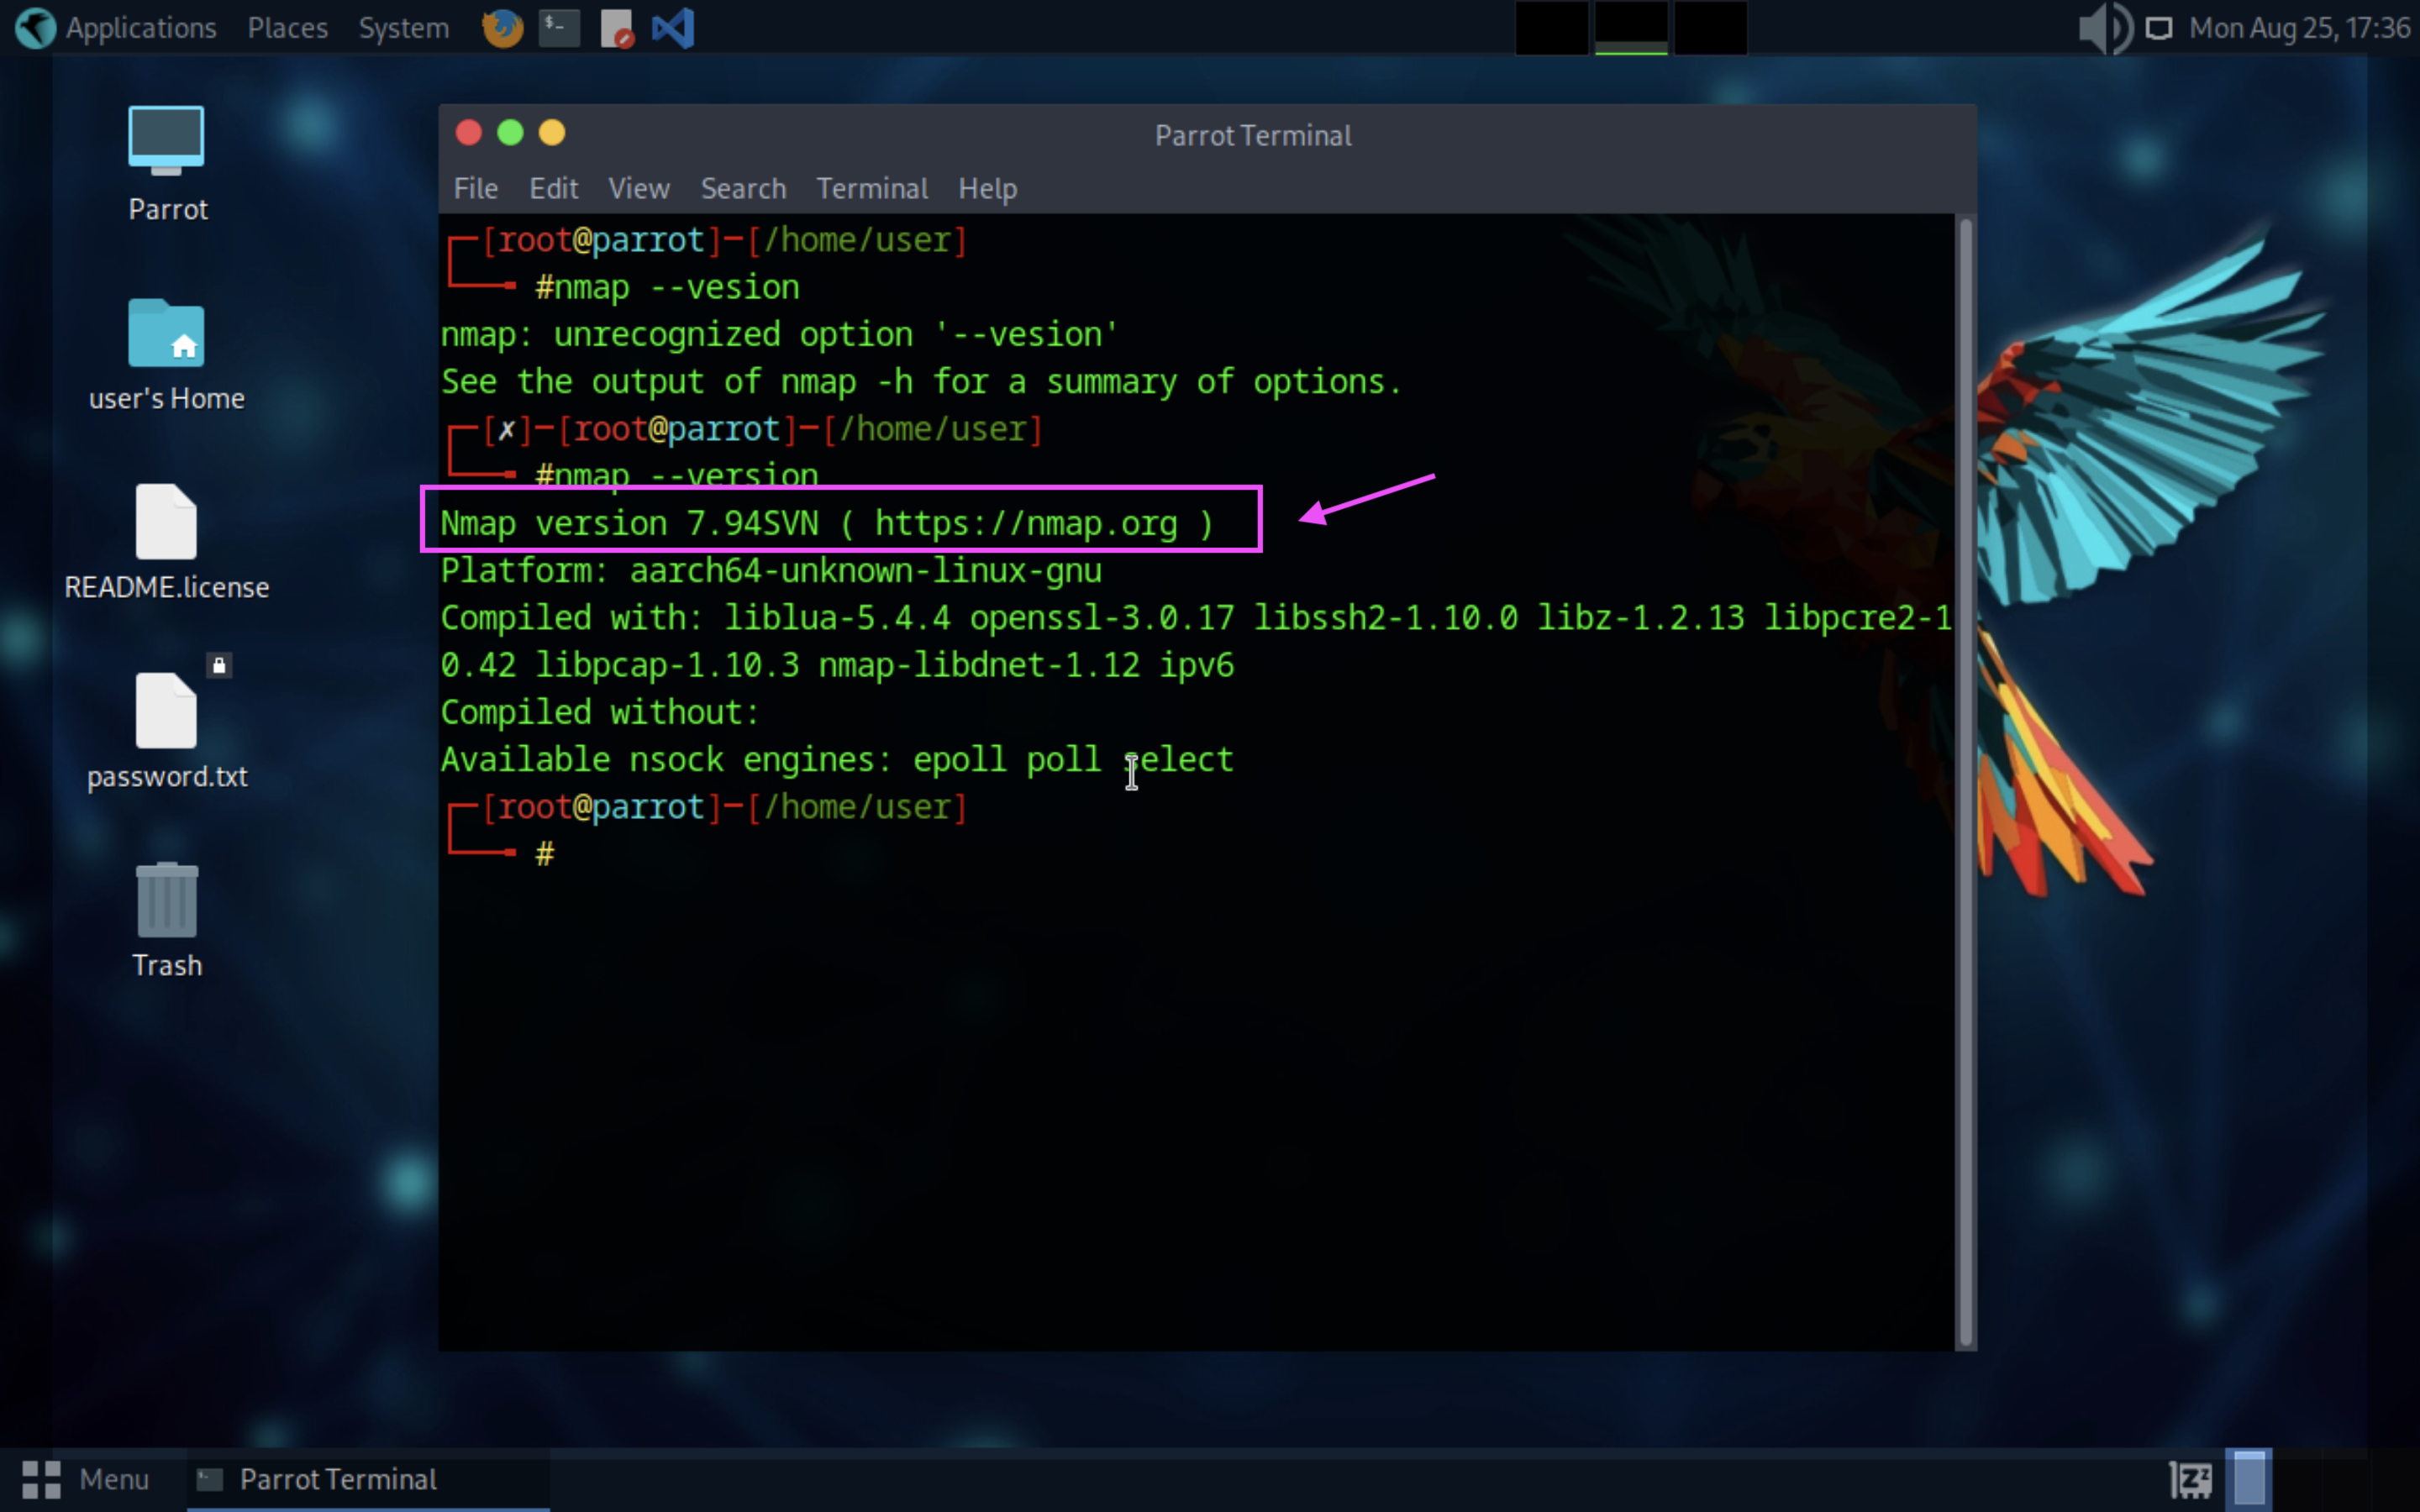 Applications Places System Mon Aug 25, 17:36
Parrot
user's Home
README.license
password.txt
Trash
Parrot Terminal
File Edit View Search Terminal Help
[root@parrot]─[/home/user]
#nmap --vesion
nmap: unrecognized option '--vesion'
See the output of nmap -h for a summary of options.
[✗]─[root@parrot]─[/home/user]
#nmap --version
Nmap version 7.94SVN ( https://nmap.org )
Platform: aarch64-unknown-linux-gnu
Compiled with: liblua-5.4.4 openssl-3.0.17 libssh2-1.10.0 libz-1.2.13 libpcre2-1
0.42 libpcap-1.10.3 nmap-libdnet-1.12 ipv6
Compiled without:
Available nsock engines: epoll poll select
[root@parrot]─[/home/user]
#
Menu Parrot Terminal